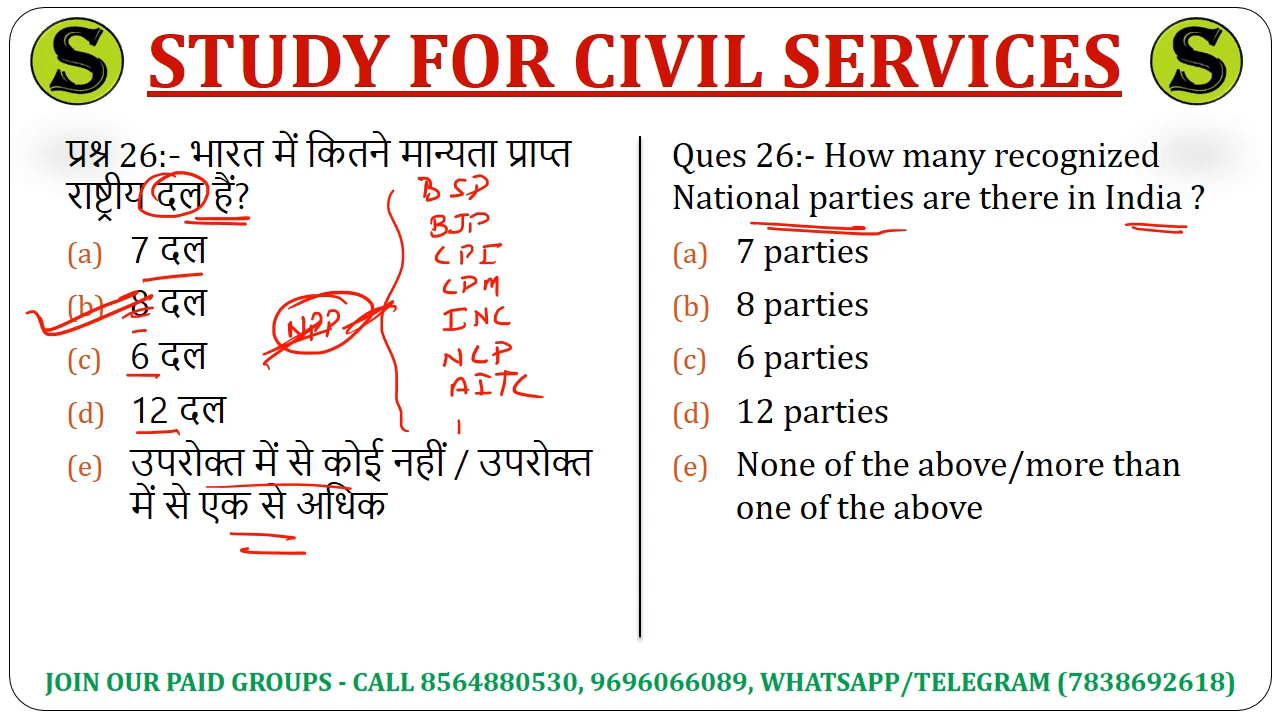 S
STUDY FOR CIVIL SERVICES
S
प्रश्न 26:- भारत में कितने मान्यता प्राप्त
राष्ट्रीय दल हैं?
(a) 7 दल
(b) 8 दल
(c) 6 दल
(d) 12 दल
(e) उपरोक्त में से कोई नहीं / उपरोक्त
में से एक से अधिक
NPP
BSP
BJP
CPI
CPM
INC
NCP
AITC
Ques 26:- How many recognized
National parties are there in India ?
(a) 7 parties
(b) 8 parties
(c) 6 parties
(d) 12 parties
(e) None of the above/more than
one of the above
JOIN OUR PAID GROUPS - CALL 8564880530, 9696066089, WHATSAPP/TELEGRAM (7838692618)